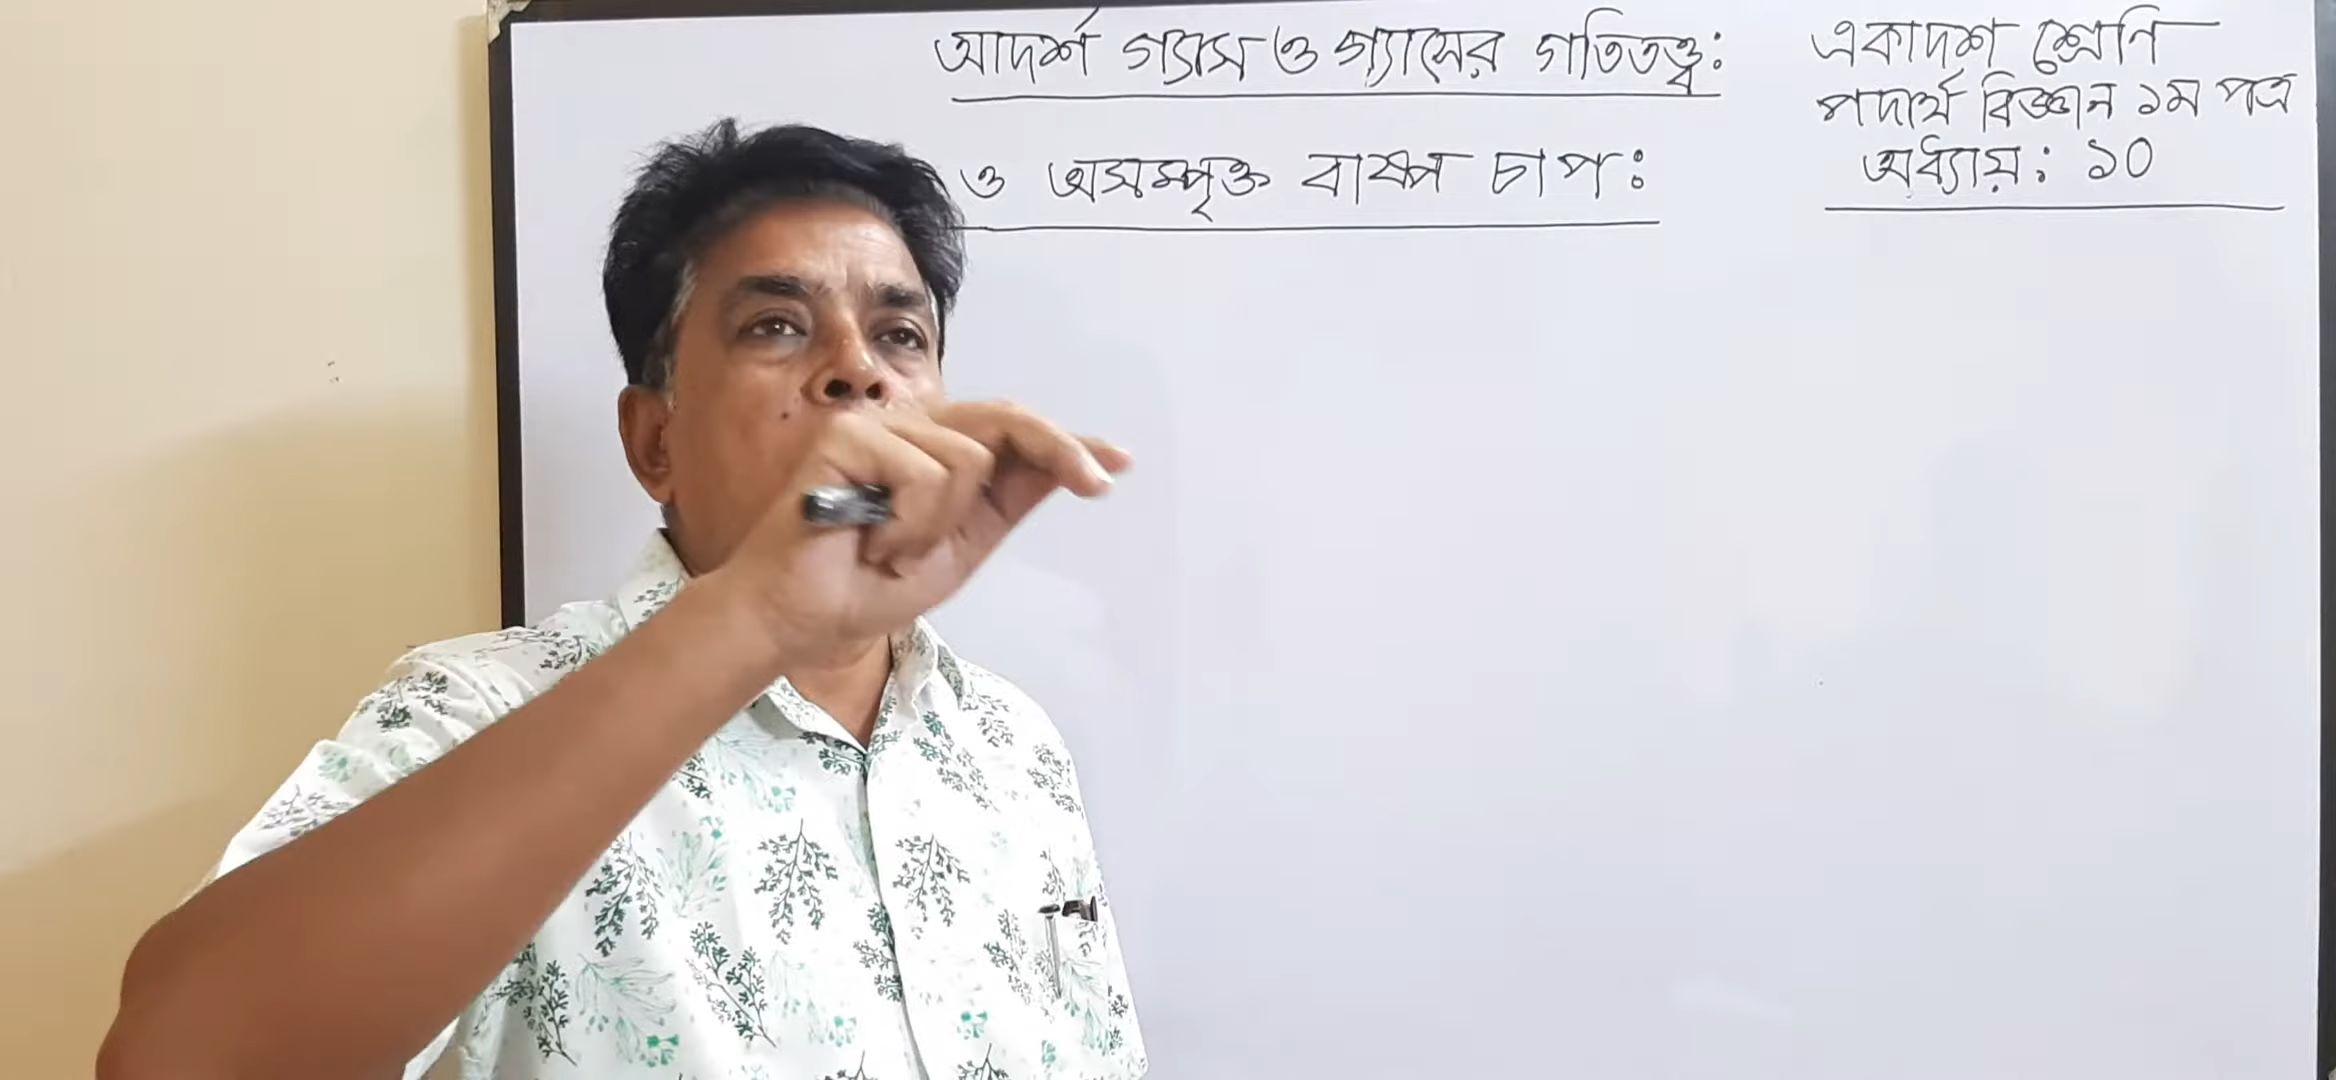 আদর্শ গ্যাস ও গ্যাসের গতিতত্ত্ব:
ও অসম্পৃক্ত বাষ্প চাপ:
একাদশ শ্রেণি
পদার্থ বিজ্ঞান ১ম পত্র
অধ্যায়: ১০